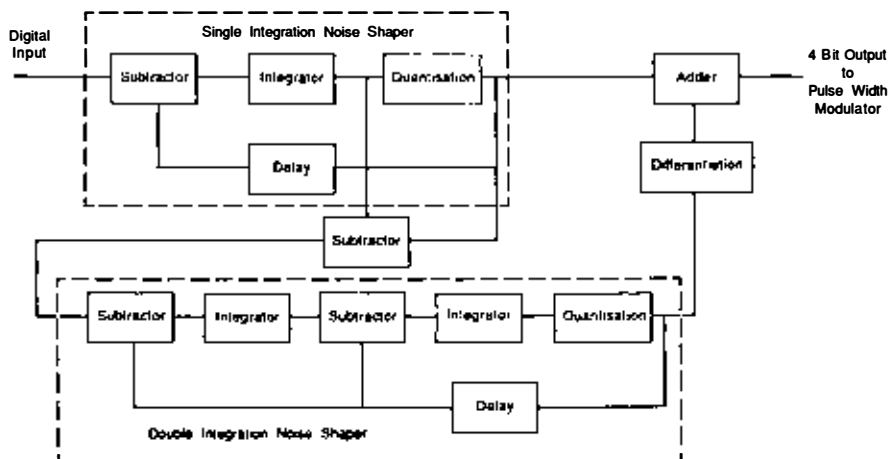 Single Integration Noise Shaper
Digital
Input
4 Bit Output
to
Pulse Width
Modulator
Subtractor
Integrator
Quantisation
Adder
Delay
Differentiation
Subtractor
Subtractor
Integrator
Subtractor
Integrator
Quantisation
Delay
Double Integration Noise Shaper